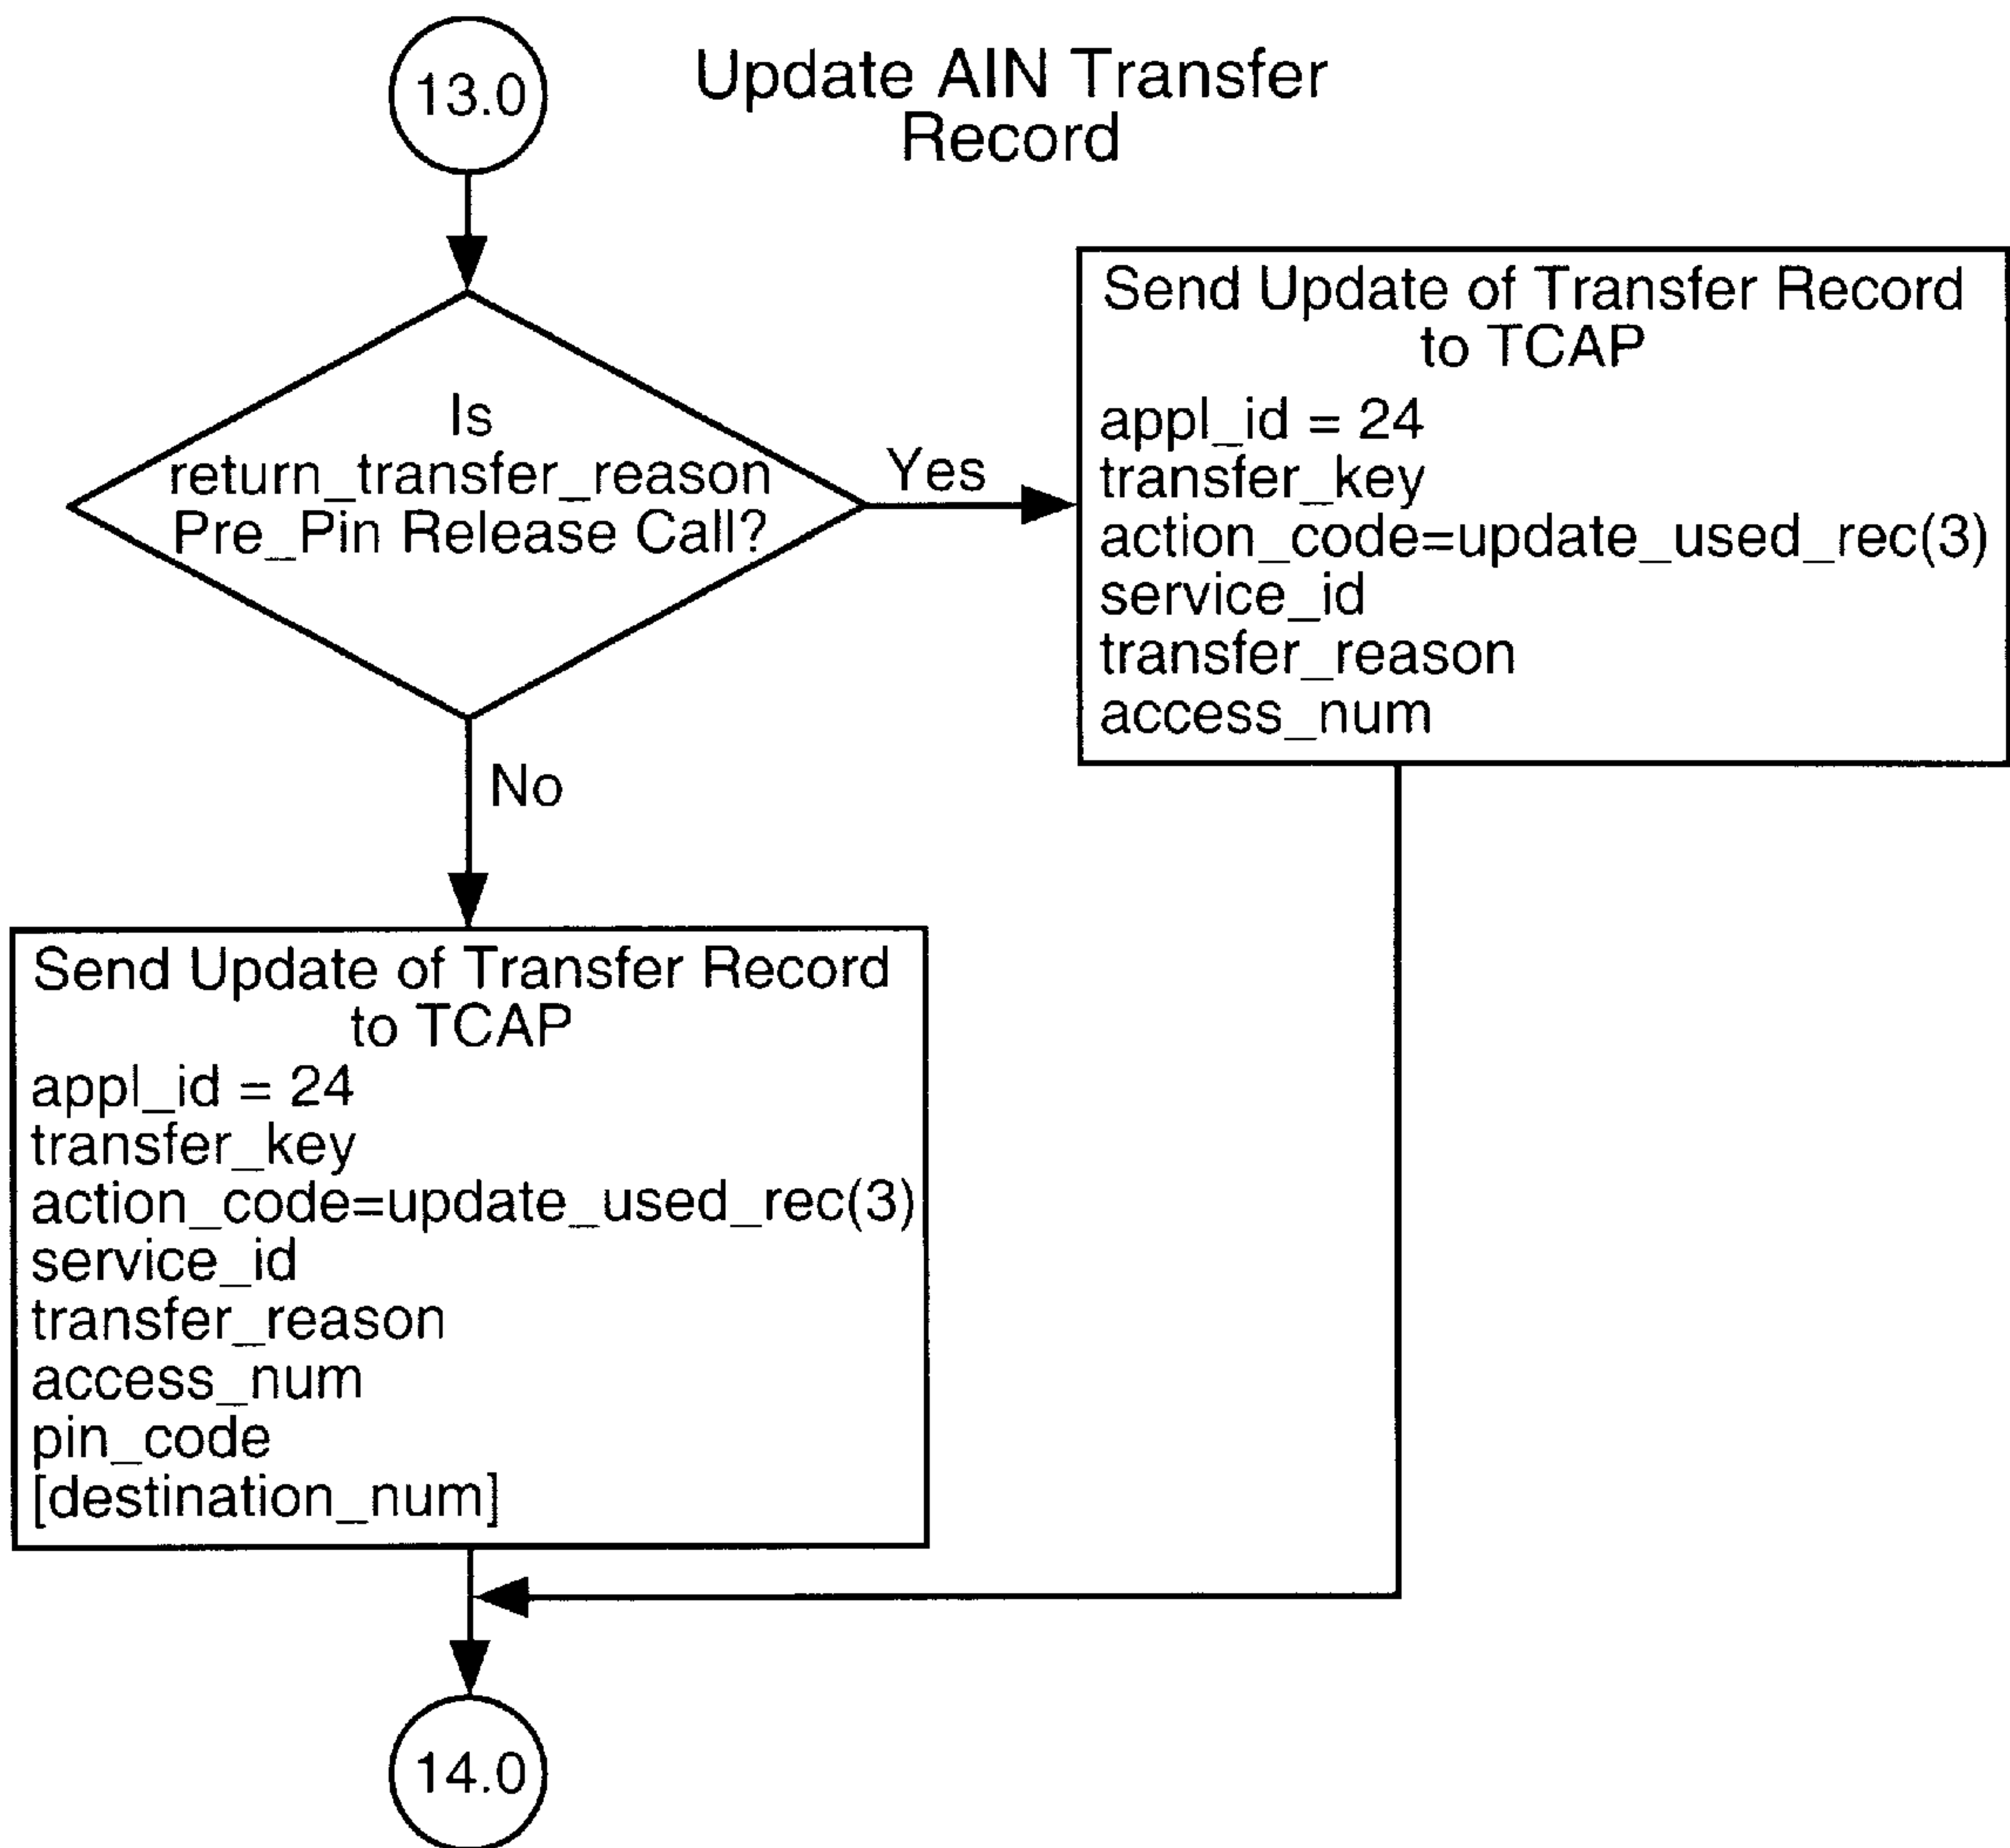 13.0
Update AIN Transfer
Record
Is
return_transfer_reason
Pre_Pin Release Call?
Yes
Send Update of Transfer Record
to TCAP
appl_id = 24
transfer_key
action_code=update_used_rec(3)
service_id
transfer_reason
access_num
No
Send Update of Transfer Record
to TCAP
appl_id = 24
transfer_key
action_code=update_used_rec(3)
service_id
transfer_reason
access_num
pin_code
[destination_num]
14.0